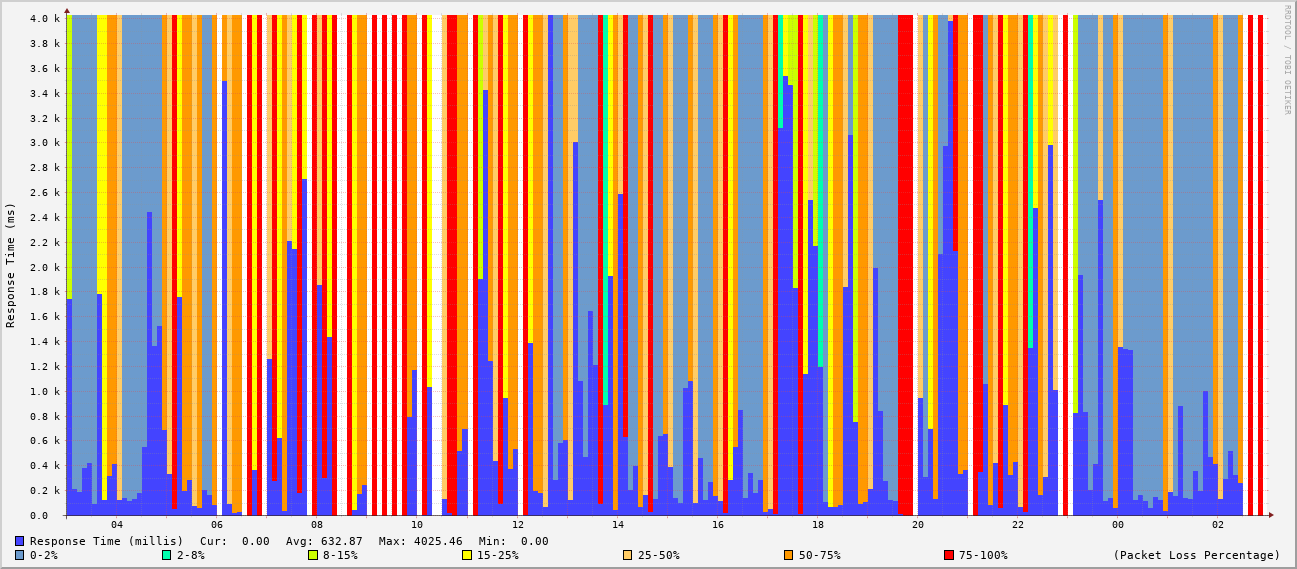 4.0 k
3.8 k
3.6 k
3.4 k
3.2 k
3.0 k
2.8 k
2.6 k
2.4 k
2.2 k
2.0 k
1.8 k
1.6 k
1.4 k
1.2 k
1.0 k
0.8 k
0.6 k
0.4 k
0.2 k
0.0
Response Time (ms)
RRDTOOL / TOBI OETIKER
04 06 08 10 12 14 16 18 20 22 00 02
Response Time (millis) Cur: 0.00 Avg: 632.87 Max: 4025.46 Min: 0.00
0-2% 2-8% 8-15% 15-25% 25-50% 50-75% 75-100% (Packet Loss Percentage)